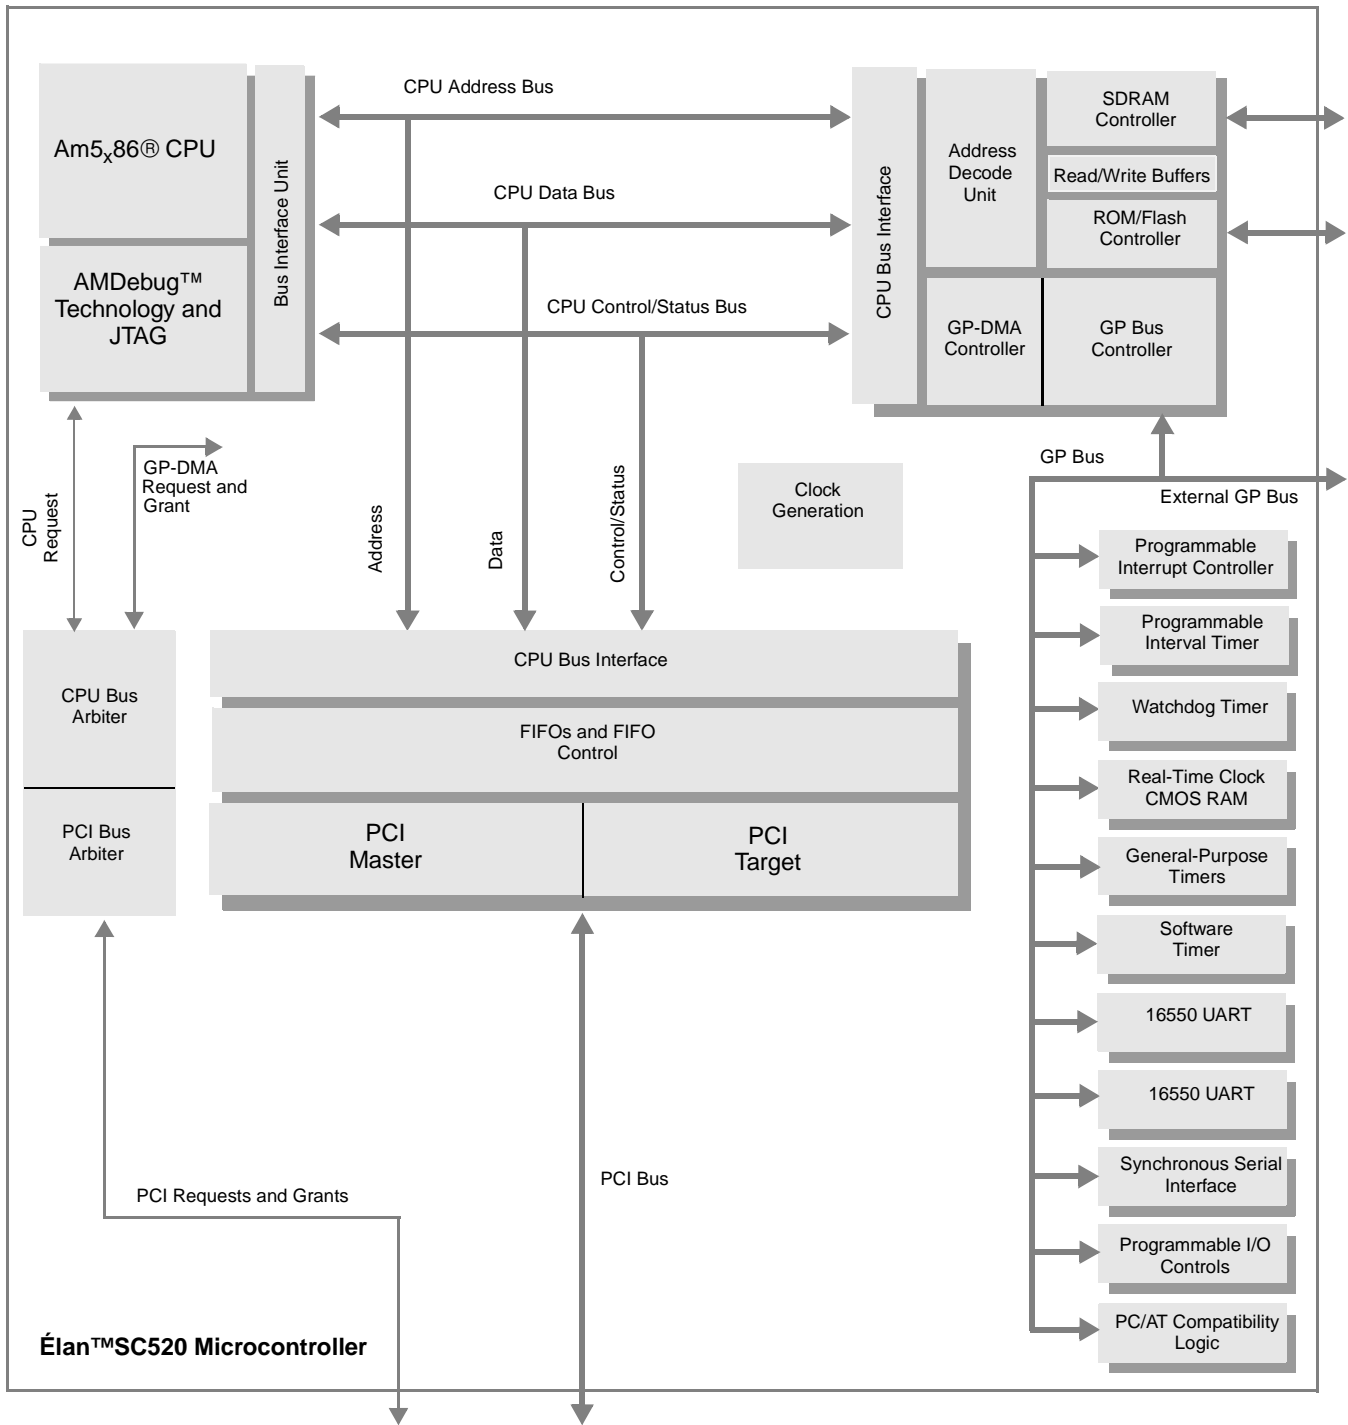 Am5x86® CPU
AMDebug™
Technology and
JTAG
Bus Interface Unit
CPU Address Bus
CPU Data Bus
CPU Control/Status Bus
CPU Bus Interface
Address
Decode
Unit
SDRAM
Controller
Read/Write Buffers
ROM/Flash
Controller
GP-DMA
Controller
GP Bus
Controller
CPU
Request
GP-DMA
Request and
Grant
Address
Data
Control/Status
Clock
Generation
GP Bus
External GP Bus
Programmable
Interrupt Controller
Programmable
Interval Timer
Watchdog Timer
Real-Time Clock
CMOS RAM
General-Purpose
Timers
Software
Timer
16550 UART
16550 UART
Synchronous Serial
Interface
Programmable I/O
Controls
PC/AT Compatibility
Logic
CPU Bus
Arbiter
PCI Bus
Arbiter
CPU Bus Interface
FIFOs and FIFO
Control
PCI
Master
PCI
Target
PCI Requests and Grants
PCI Bus
Élan™SC520 Microcontroller